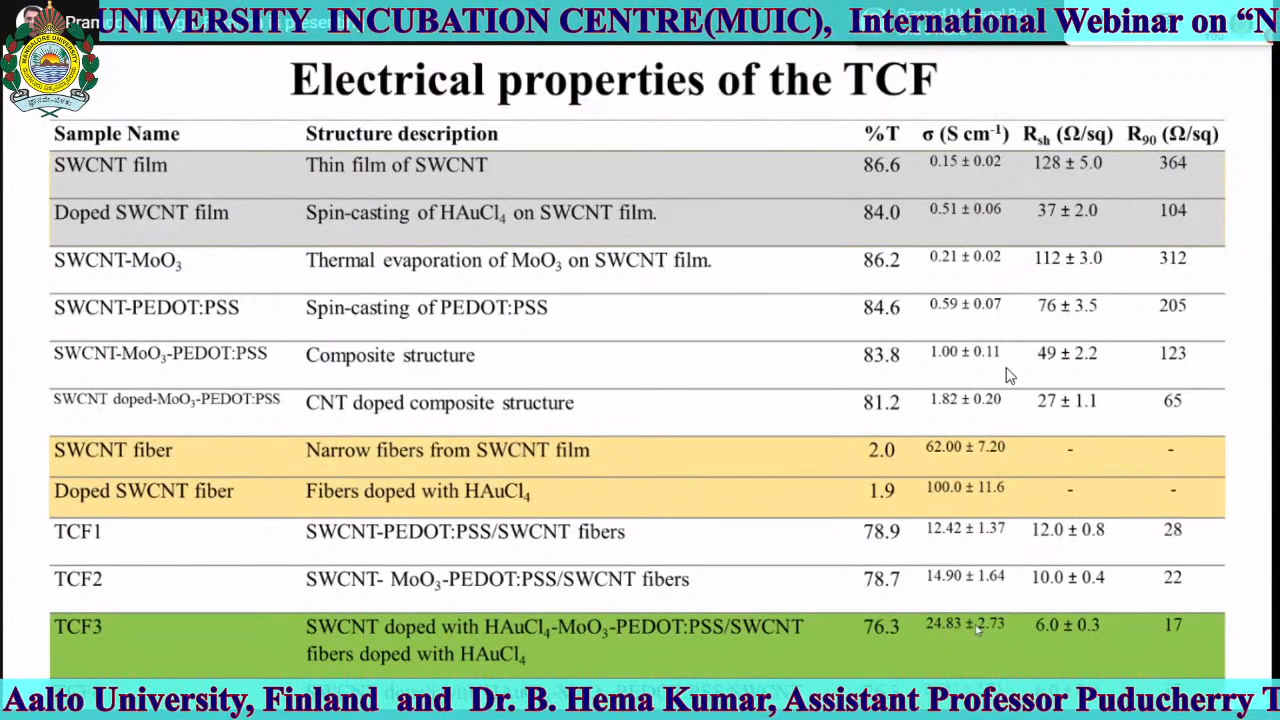 UNIVERSITY INCUBATION CENTRE(MUIC), International Webinar on “N
Electrical properties of the TCF
Sample Name Structure description %T σ (S cm⁻¹) Rsh (Ω/sq) R90 (Ω/sq)
SWCNT film Thin film of SWCNT 86.6 0.15 ± 0.02 128 ± 5.0 364
Doped SWCNT film Spin-casting of HAuCl₄ on SWCNT film. 84.0 0.51 ± 0.06 37 ± 2.0 104
SWCNT-MoO₃ Thermal evaporation of MoO₃ on SWCNT film. 86.2 0.21 ± 0.02 112 ± 3.0 312
SWCNT-PEDOT:PSS Spin-casting of PEDOT:PSS 84.6 0.59 ± 0.07 76 ± 3.5 205
SWCNT-MoO₃-PEDOT:PSS Composite structure 83.8 1.00 ± 0.11 49 ± 2.2 123
SWCNT doped-MoO₃-PEDOT:PSS CNT doped composite structure 81.2 1.82 ± 0.20 27 ± 1.1 65
SWCNT fiber Narrow fibers from SWCNT film 2.0 62.00 ± 7.20 - -
Doped SWCNT fiber Fibers doped with HAuCl₄ 1.9 100.0 ± 11.6 - -
TCF1 SWCNT-PEDOT:PSS/SWCNT fibers 78.9 12.42 ± 1.37 12.0 ± 0.8 28
TCF2 SWCNT- MoO₃-PEDOT:PSS/SWCNT fibers 78.7 14.90 ± 1.64 10.0 ± 0.4 22
TCF3 SWCNT doped with HAuCl₄-MoO₃-PEDOT:PSS/SWCNT 76.3 24.83 ± 2.73 6.0 ± 0.3 17
fibers doped with HAuCl₄
Aalto University, Finland and Dr. B. Hema Kumar, Assistant Professor Puducherry T